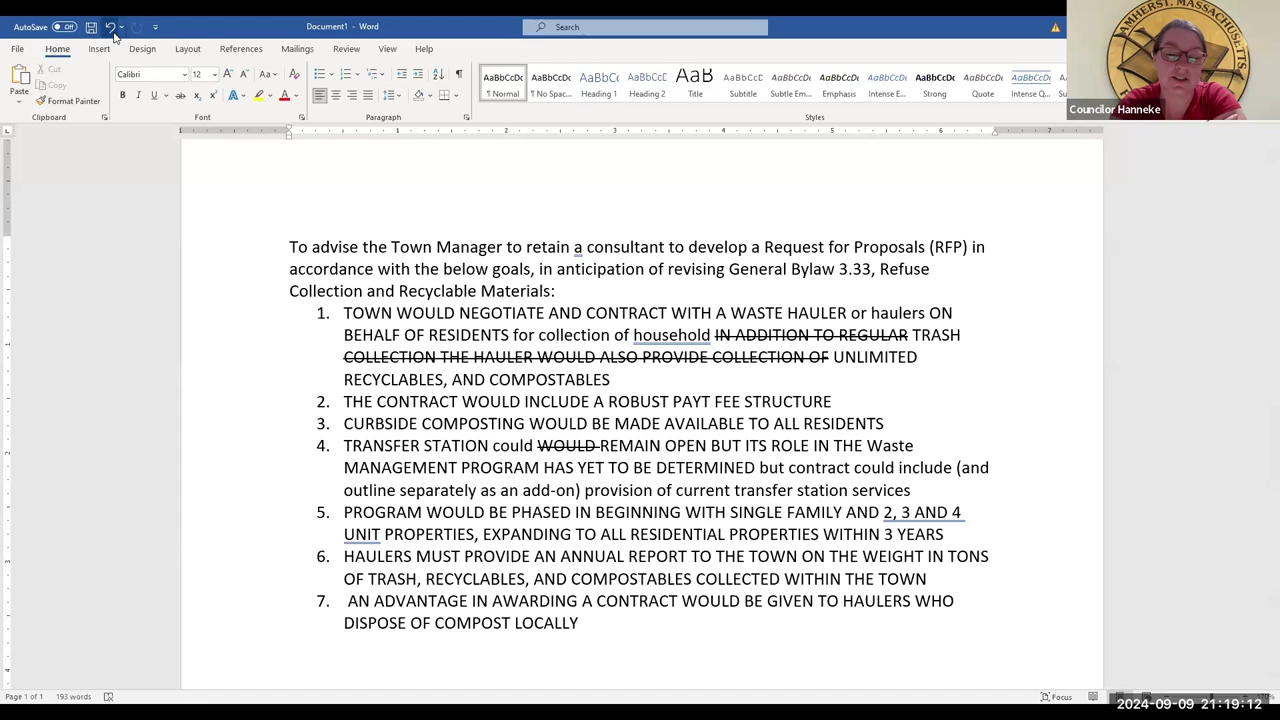 AutoSave Off Document1 - Word Search
File Home Insert Design Layout References Mailings Review View Help
Paste Cut Copy Format Painter Clipboard
Calibri 12 Font
Paragraph
AaBbCcDc AaBbCcDc AaBbCc AaBbCcC AaB AaBbCcC AaBbCcDc AaBbCcDc AaBbCcDc AaBbCcDc AaBbCcDc AaBbCcDc
¶ Normal ¶ No Spac... Heading 1 Heading 2 Title Subtitle Subtle Em... Emphasis Intense E... Strong Quote Intense Q...
Styles
AMHERST, MASSACHUSETTS
Councilor Hanneke
To advise the Town Manager to retain a consultant to develop a Request for Proposals (RFP) in
accordance with the below goals, in anticipation of revising General Bylaw 3.33, Refuse
Collection and Recyclable Materials:
1. TOWN WOULD NEGOTIATE AND CONTRACT WITH A WASTE HAULER or haulers ON
BEHALF OF RESIDENTS for collection of household IN ADDITION TO REGULAR TRASH
COLLECTION THE HAULER WOULD ALSO PROVIDE COLLECTION OF UNLIMITED
RECYCLABLES, AND COMPOSTABLES
2. THE CONTRACT WOULD INCLUDE A ROBUST PAYT FEE STRUCTURE
3. CURBSIDE COMPOSTING WOULD BE MADE AVAILABLE TO ALL RESIDENTS
4. TRANSFER STATION could WOULD REMAIN OPEN BUT ITS ROLE IN THE Waste
MANAGEMENT PROGRAM HAS YET TO BE DETERMINED but contract could include (and
outline separately as an add-on) provision of current transfer station services
5. PROGRAM WOULD BE PHASED IN BEGINNING WITH SINGLE FAMILY AND 2, 3 AND 4
UNIT PROPERTIES, EXPANDING TO ALL RESIDENTIAL PROPERTIES WITHIN 3 YEARS
6. HAULERS MUST PROVIDE AN ANNUAL REPORT TO THE TOWN ON THE WEIGHT IN TONS
OF TRASH, RECYCLABLES, AND COMPOSTABLES COLLECTED WITHIN THE TOWN
7. AN ADVANTAGE IN AWARDING A CONTRACT WOULD BE GIVEN TO HAULERS WHO
DISPOSE OF COMPOST LOCALLY
Page 1 of 1 193 words Focus
2024-09-09 21:19:12